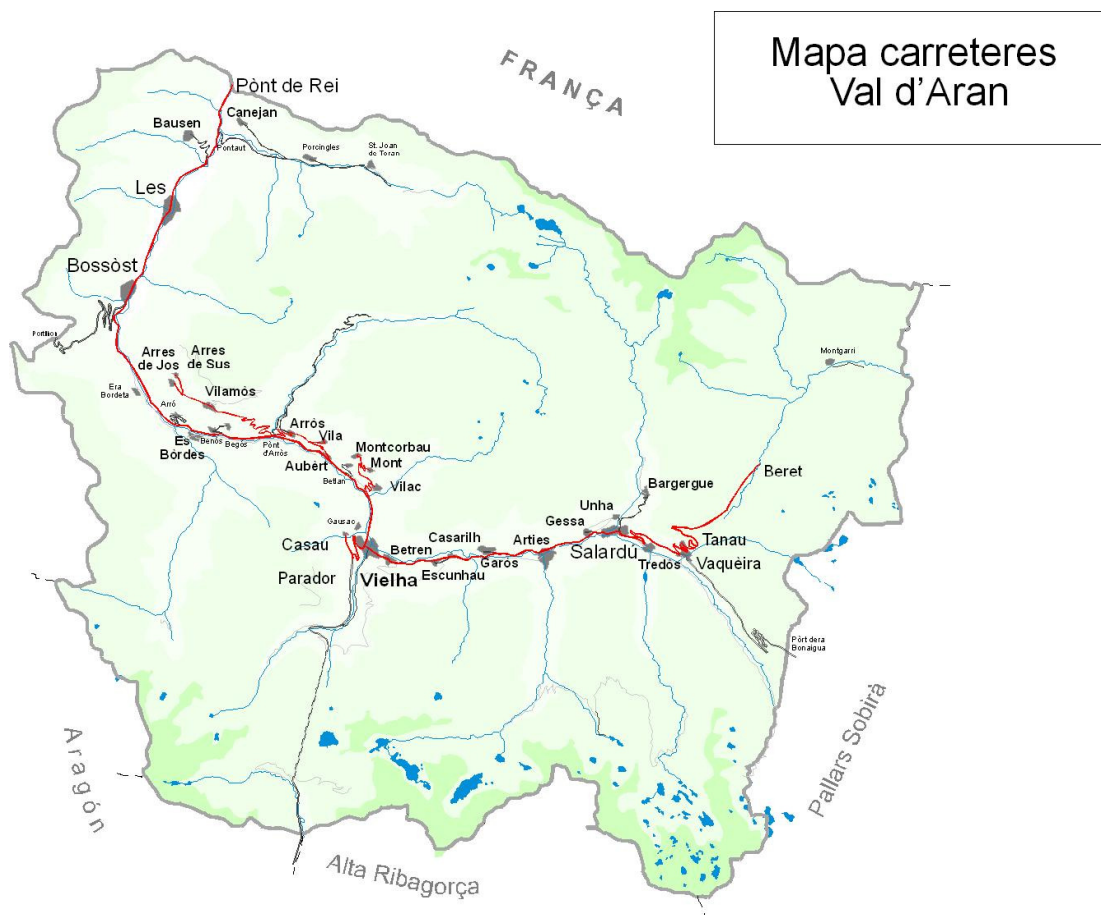 Mapa carreteres
Val d'Aran
FRANÇA
Pònt de Rei
Canejan
Bausen
Pontaut
Porcingles
St. Joan
de Toran
Les
Bossòst
Portilhon
Montgarri
Arres
de Jos
Arres
de Sus
Era
Bordeta
Vilamòs
Arró
Es
Bòrdes
Benòs
Begós
Pònt
d'Arròs
Arròs
Vila
Aubèrt
Betlan
Montcorbau
Mont
Vilac
Beret
Bargergue
Unha
Gessa
Salardú
Tanau
Tredòs
Vaquèira
Gausac
Casau
Parador
Vielha
Betren
Escunhau
Casarilh
Garòs
Arties
Pòrt dera
Bonaigua
Aragón
Alta Ribagorça
Pallars Sobirà